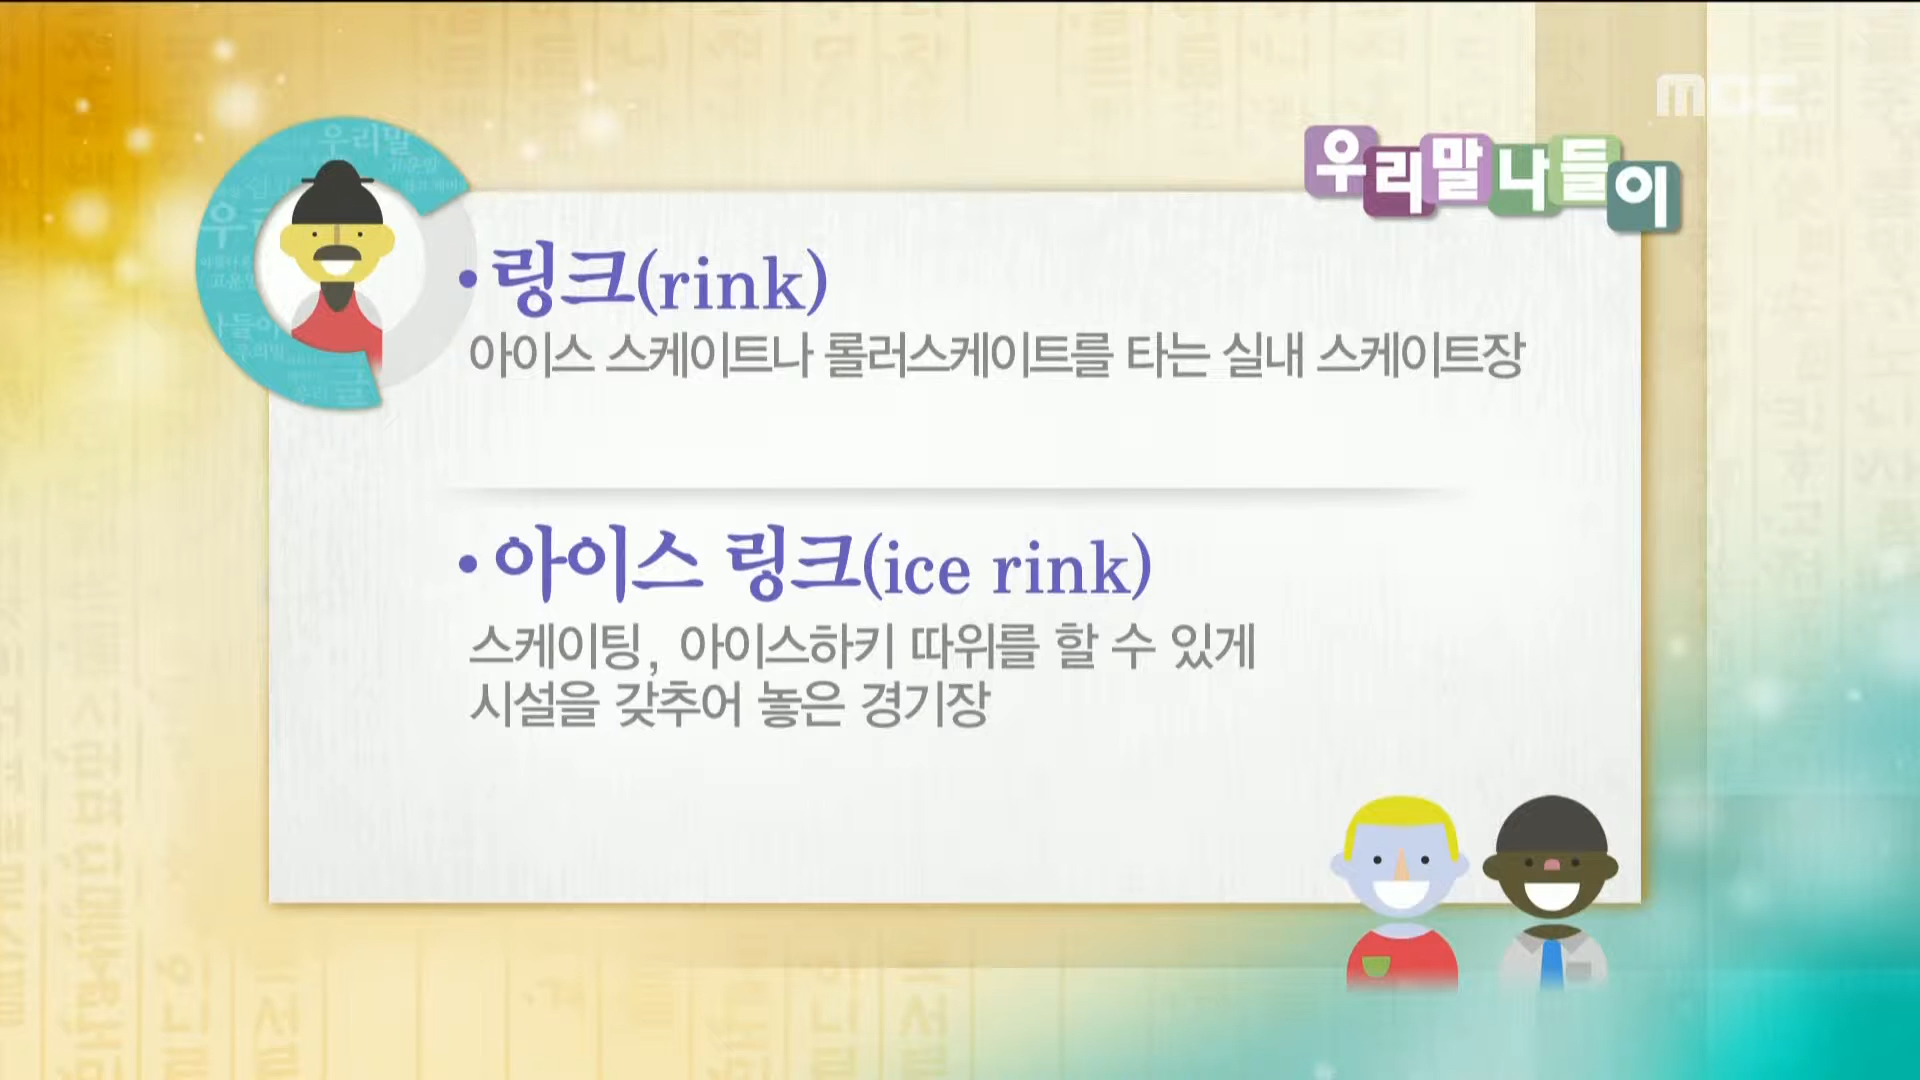 mbc
우리말나들이
• 링크(rink)
아이스 스케이트나 롤러스케이트를 타는 실내 스케이트장
• 아이스 링크(ice rink)
스케이팅, 아이스하키 따위를 할 수 있게
시설을 갖추어 놓은 경기장